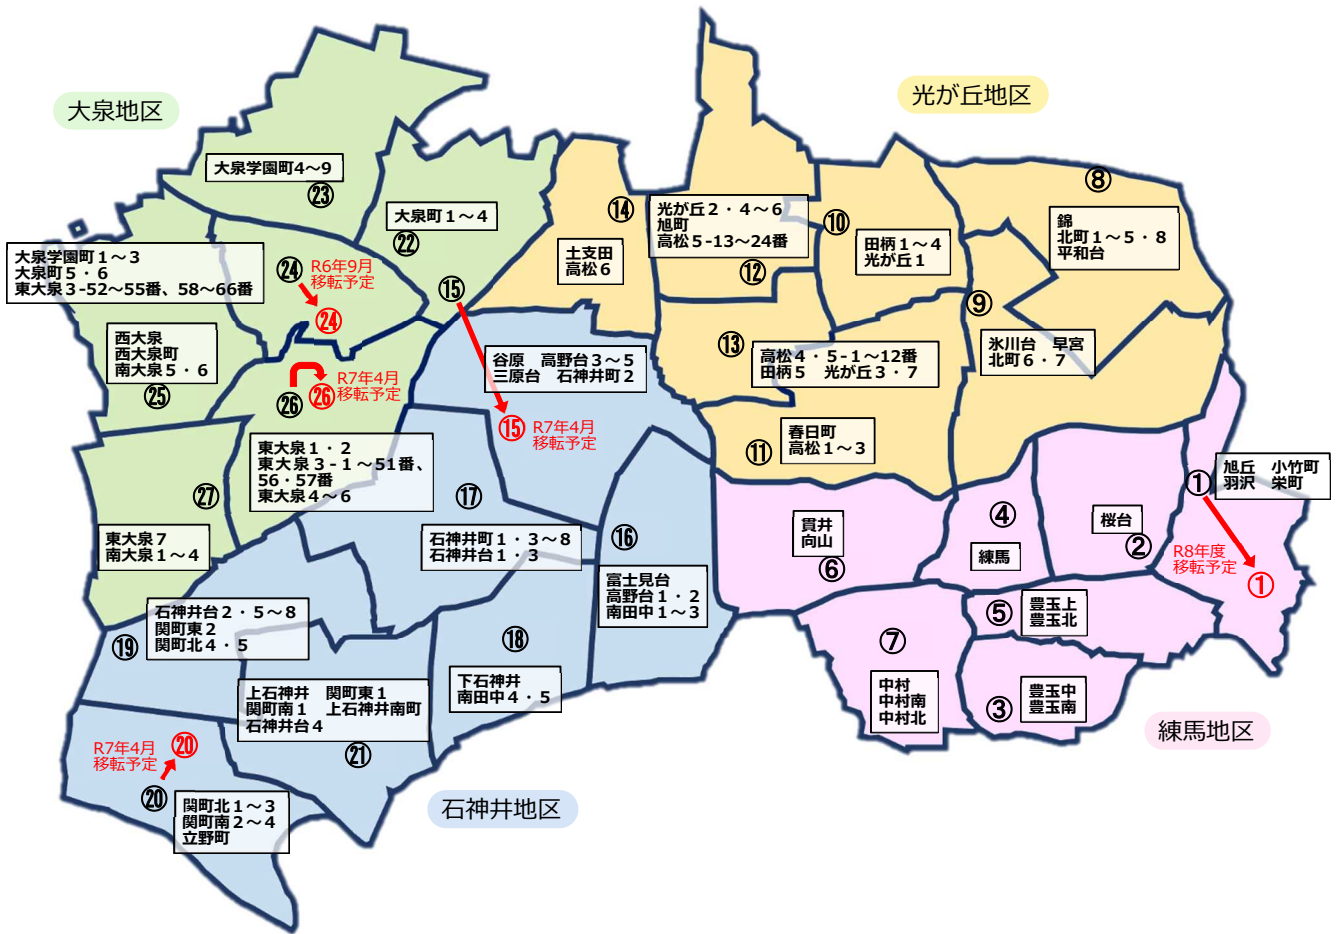 大泉地区
光が丘地区
大泉学園町4～9
㉓
大泉町１～４
㉒
⑭
土支田
高松６
光が丘２・４～６
旭町
高松５-13～24番
⑫
⑩
田柄１～４
光が丘１
⑧
錦
北町１～５・８
平和台
大泉学園町１～３
大泉町５・６
東大泉３-52～55番、58～66番
㉔
R6年9月
移転予定
㉔
⑮
⑨
氷川台　早宮
北町６・７
西大泉
西大泉町
南大泉５・６
㉕
谷原　高野台３～５
三原台　石神井町２
⑬
高松４・５-１～12番
田柄５　光が丘３・７
㉖
㉖
R7年4月
移転予定
⑮
R7年4月
移転予定
春日町
高松１～３
⑪
東大泉１・２
東大泉３-１～51番、
56・57番
東大泉４～６
㉗
東大泉７
南大泉１～４
⑰
石神井町１・３～８
石神井台１・３
⑯
富士見台
高野台１・２
南田中１～３
貫井
向山
⑥
④
練馬
桜台
②
①
旭丘　小竹町
羽沢　栄町
R8年度
移転予定
①
石神井台２・５～８
関町東２
関町北４・５
⑲
⑱
下石神井
南田中４・５
⑤
豊玉上
豊玉北
⑦
中村
中村南
中村北
③
豊玉中
豊玉南
上石神井　関町東１
関町南１　上石神井南町
石神井台４
㉑
R7年4月
移転予定
⑳
⑳
関町北１～３
関町南２～４
立野町
石神井地区
練馬地区